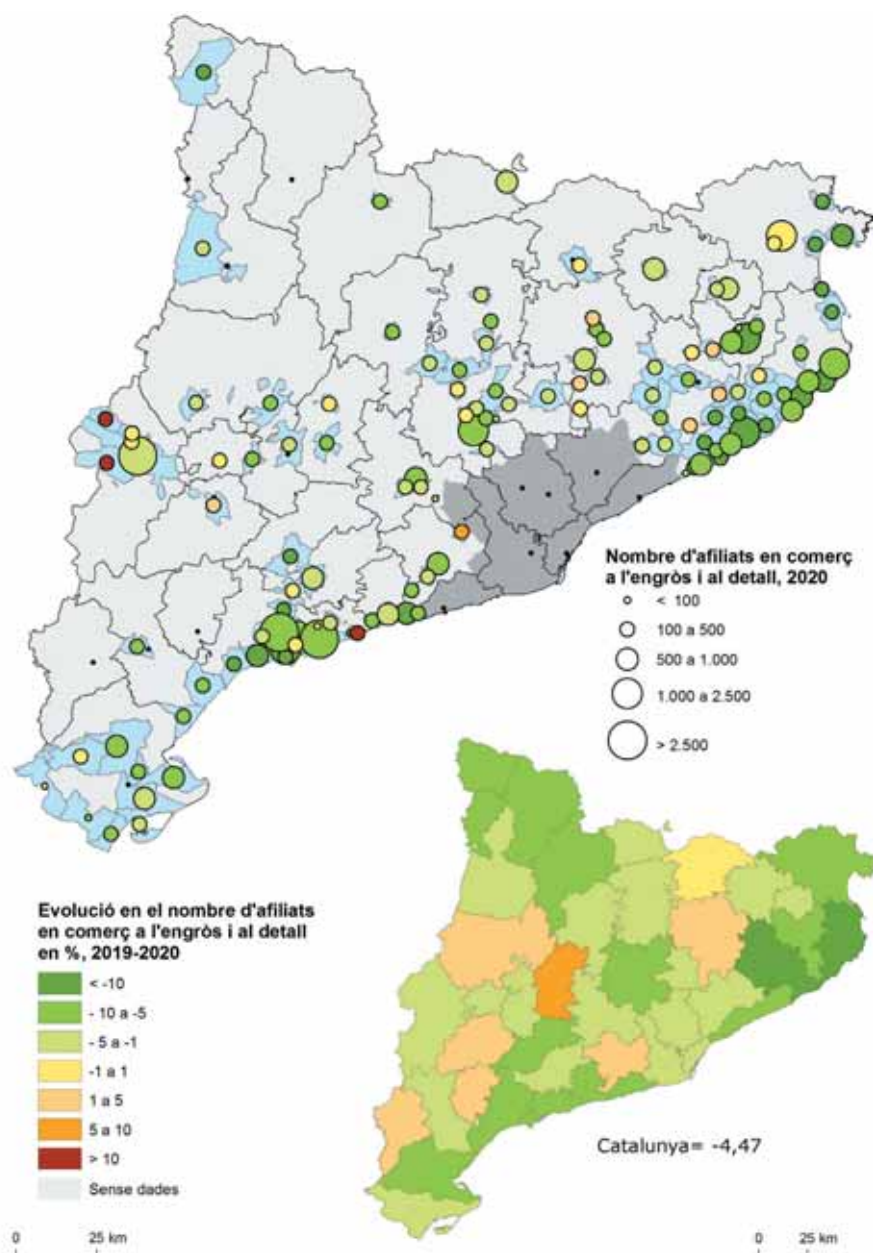 Nombre d'afiliats en comerç
a l'engròs i al detall, 2020
< 100
100 a 500
500 a 1.000
1.000 a 2.500
> 2.500
Evolució en el nombre d'afiliats
en comerç a l'engròs i al detall
en %, 2019-2020
< -10
- 10 a -5
- 5 a -1
-1 a 1
1 a 5
5 a 10
> 10
Sense dades
Catalunya= -4,47
0 25 km
0 25 km